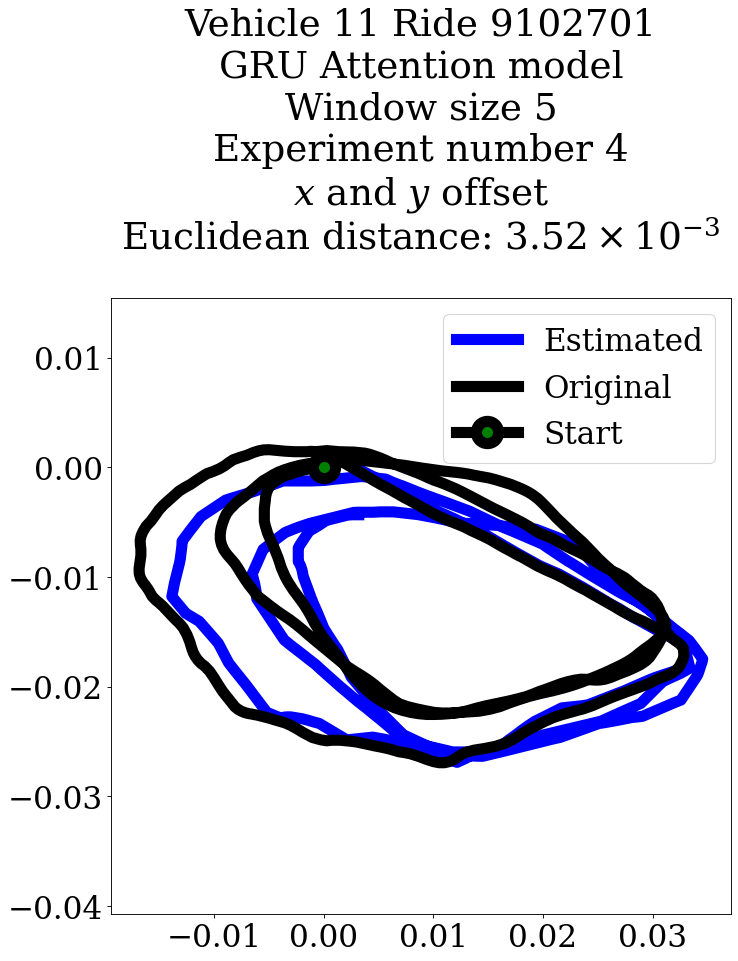 Vehicle 11 Ride 9102701
GRU Attention model
Window size 5
Experiment number 4
x and y offset
Euclidean distance: 3.52 × 10⁻³
Estimated
Original
Start
0.01
0.00
−0.01
−0.02
−0.03
−0.04
−0.01 0.00 0.01 0.02 0.03